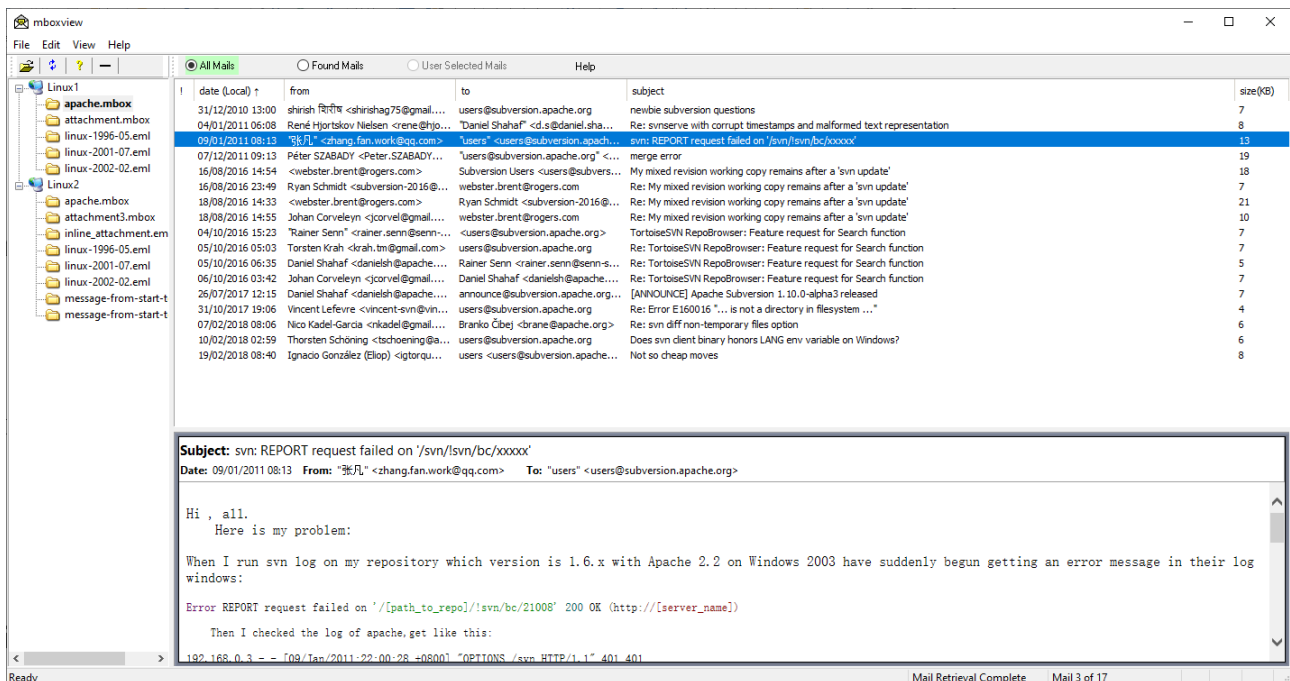 mboxview
File Edit View Help
All Mails Found Mails User Selected Mails Help
Linux1
apache.mbox
attachment.mbox
linux-1996-05.eml
linux-2001-07.eml
linux-2002-02.eml
Linux2
apache.mbox
attachment3.mbox
inline_attachment.em
linux-1996-05.eml
linux-2001-07.eml
linux-2002-02.eml
message-from-start-t
message-from-start-t
! date (Local) ↑ from to subject size(KB)
31/12/2010 13:00 shirish शिरीष <shirishag75@gmail.... users@subversion.apache.org newbie subversion questions 7
04/01/2011 06:08 René Hjortskov Nielsen <rene@hjo... "Daniel Shahaf" <d.s@daniel.sha... Re: svnserve with corrupt timestamps and malformed text representation 8
09/01/2011 08:13 "张凡" <zhang.fan.work@qq.com> "users" <users@subversion.apach... svn: REPORT request failed on '/svn/!svn/bc/xxxxx' 13
07/12/2011 09:13 Péter SZABADY <Peter.SZABADY... "users@subversion.apache.org" <... merge error 19
16/08/2016 14:54 <webster.brent@rogers.com> Subversion Users <users@subvers... My mixed revision working copy remains after a 'svn update' 18
16/08/2016 23:49 Ryan Schmidt <subversion-2016@... webster.brent@rogers.com Re: My mixed revision working copy remains after a 'svn update' 7
18/08/2016 14:33 <webster.brent@rogers.com> Ryan Schmidt <subversion-2016@... Re: My mixed revision working copy remains after a 'svn update' 21
18/08/2016 14:55 Johan Corveleyn <jcorvel@gmail.... webster.brent@rogers.com Re: My mixed revision working copy remains after a 'svn update' 10
04/10/2016 15:23 "Rainer Senn" <rainer.senn@senn-... <users@subversion.apache.org> TortoiseSVN RepoBrowser: Feature request for Search function 7
05/10/2016 05:03 Torsten Krah <krah.tm@gmail.com> users@subversion.apache.org Re: TortoiseSVN RepoBrowser: Feature request for Search function 7
05/10/2016 06:35 Daniel Shahaf <danielsh@apache.... Rainer Senn <rainer.senn@senn-s... Re: TortoiseSVN RepoBrowser: Feature request for Search function 5
06/10/2016 03:42 Johan Corveleyn <jcorvel@gmail.... Daniel Shahaf <danielsh@apache.... Re: TortoiseSVN RepoBrowser: Feature request for Search function 7
26/07/2017 12:15 Daniel Shahaf <danielsh@apache.... announce@subversion.apache.org... [ANNOUNCE] Apache Subversion 1.10.0-alpha3 released 7
31/10/2017 19:06 Vincent Lefevre <vincent-svn@vin... users@subversion.apache.org Re: Error E160016 "... is not a directory in filesystem ..." 4
07/02/2018 08:06 Nico Kadel-Garcia <nkadel@gmail.... Branko Čibej <brane@apache.org> Re: svn diff non-temporary files option 6
10/02/2018 02:59 Thorsten Schöning <tschoening@a... users@subversion.apache.org Does svn client binary honors LANG env variable on Windows? 6
19/02/2018 08:40 Ignacio González (Eliop) <igtorqu... users <users@subversion.apache... Not so cheap moves 8
Subject: svn: REPORT request failed on '/svn/!svn/bc/xxxxx'
Date: 09/01/2011 08:13 From: "张凡" <zhang.fan.work@qq.com> To: "users" <users@subversion.apache.org>
Hi , all.
Here is my problem:
When I run svn log on my repository which version is 1.6.x with Apache 2.2 on Windows 2003 have suddenly begun getting an error message in their log
windows:
Error REPORT request failed on '/[path_to_repo]/!svn/bc/21008' 200 OK (http://[server_name])
Then I checked the log of apache,get like this:
192.168.0.3 - - [09/Jan/2011:22:00:28 +0800] "OPTIONS /svn HTTP/1.1" 401 401
Ready Mail Retrieval Complete Mail 3 of 17